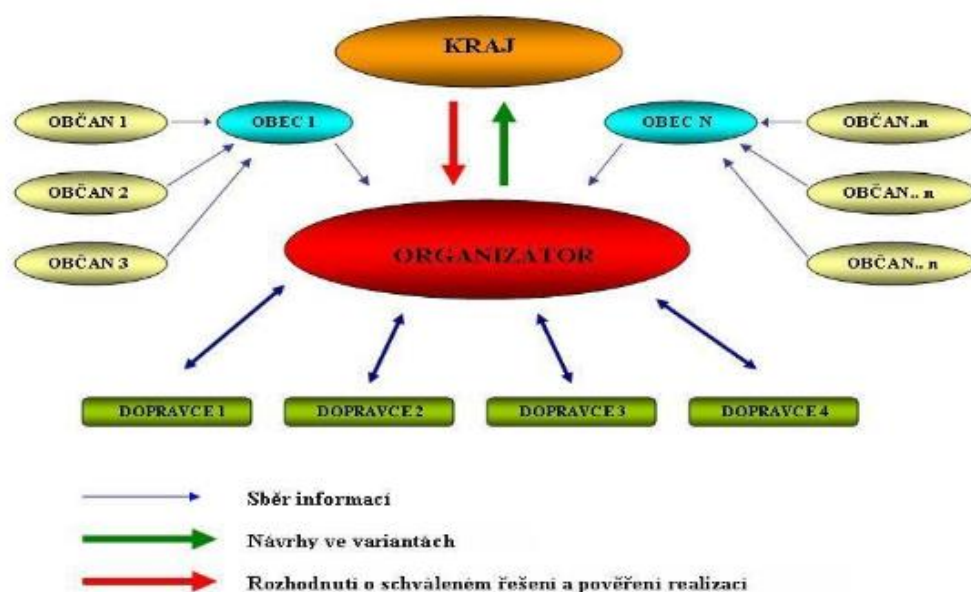 KRAJ
OBČAN 1
OBEC 1
OBEC N
OBČAN..n
OBČAN 2
OBČAN.. n
OBČAN 3
ORGANIZÁTOR
OBČAN.. n
DOPRAVCE 1
DOPRAVCE 2
DOPRAVCE 3
DOPRAVCE 4
Sběr informací
Návrhy ve variantách
Rozhodnutí o schváleném řešení a pověření realizací